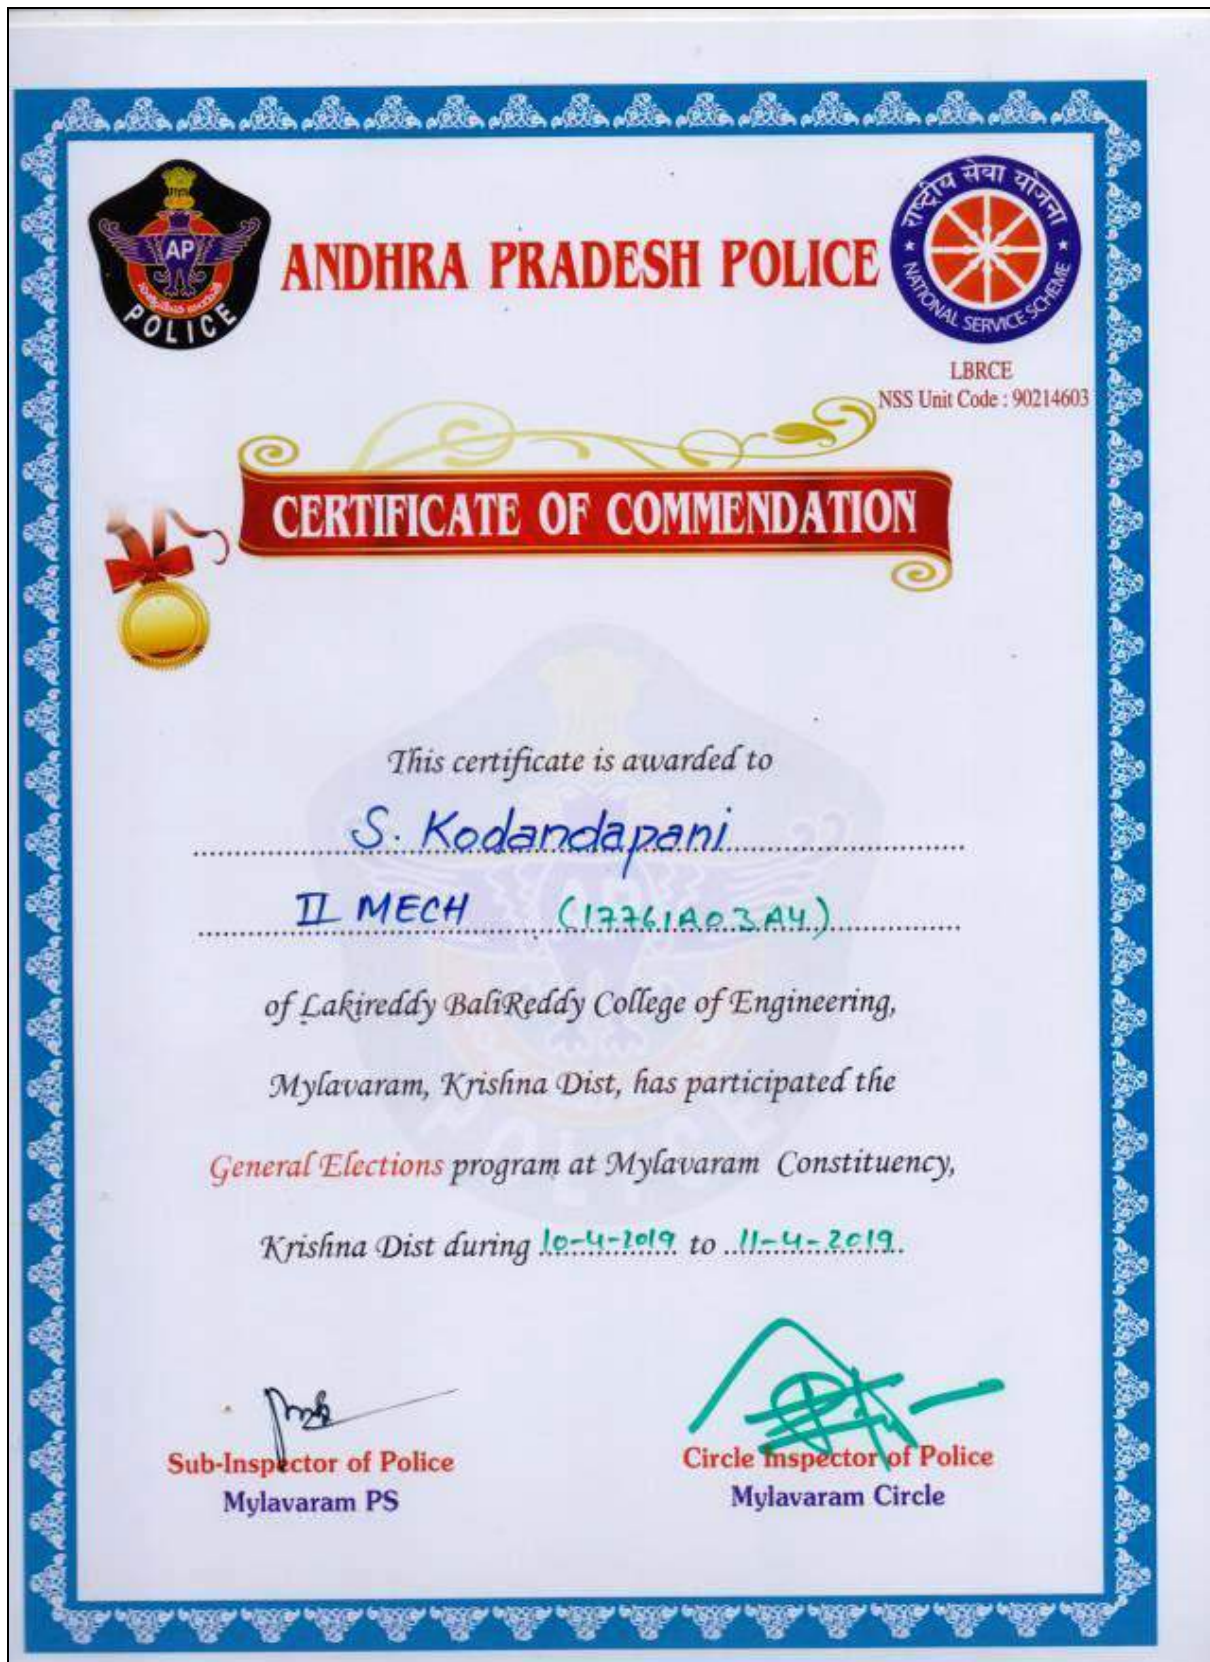 ANDHRA PRADESH POLICE
AP
POLICE
राष्ट्रीय सेवा योजना
NATIONAL SERVICE SCHEME
LBRCE
NSS Unit Code : 90214603
CERTIFICATE OF COMMENDATION
This certificate is awarded to
S. Kodandapani
II MECH (17761A03A4)
of Lakireddy BaliReddy College of Engineering,
Mylavaram, Krishna Dist, has participated the
General Elections program at Mylavaram Constituency,
Krishna Dist during 10-4-2019 to 11-4-2019.
Sub-Inspector of Police
Mylavaram PS
Circle Inspector of Police
Mylavaram Circle